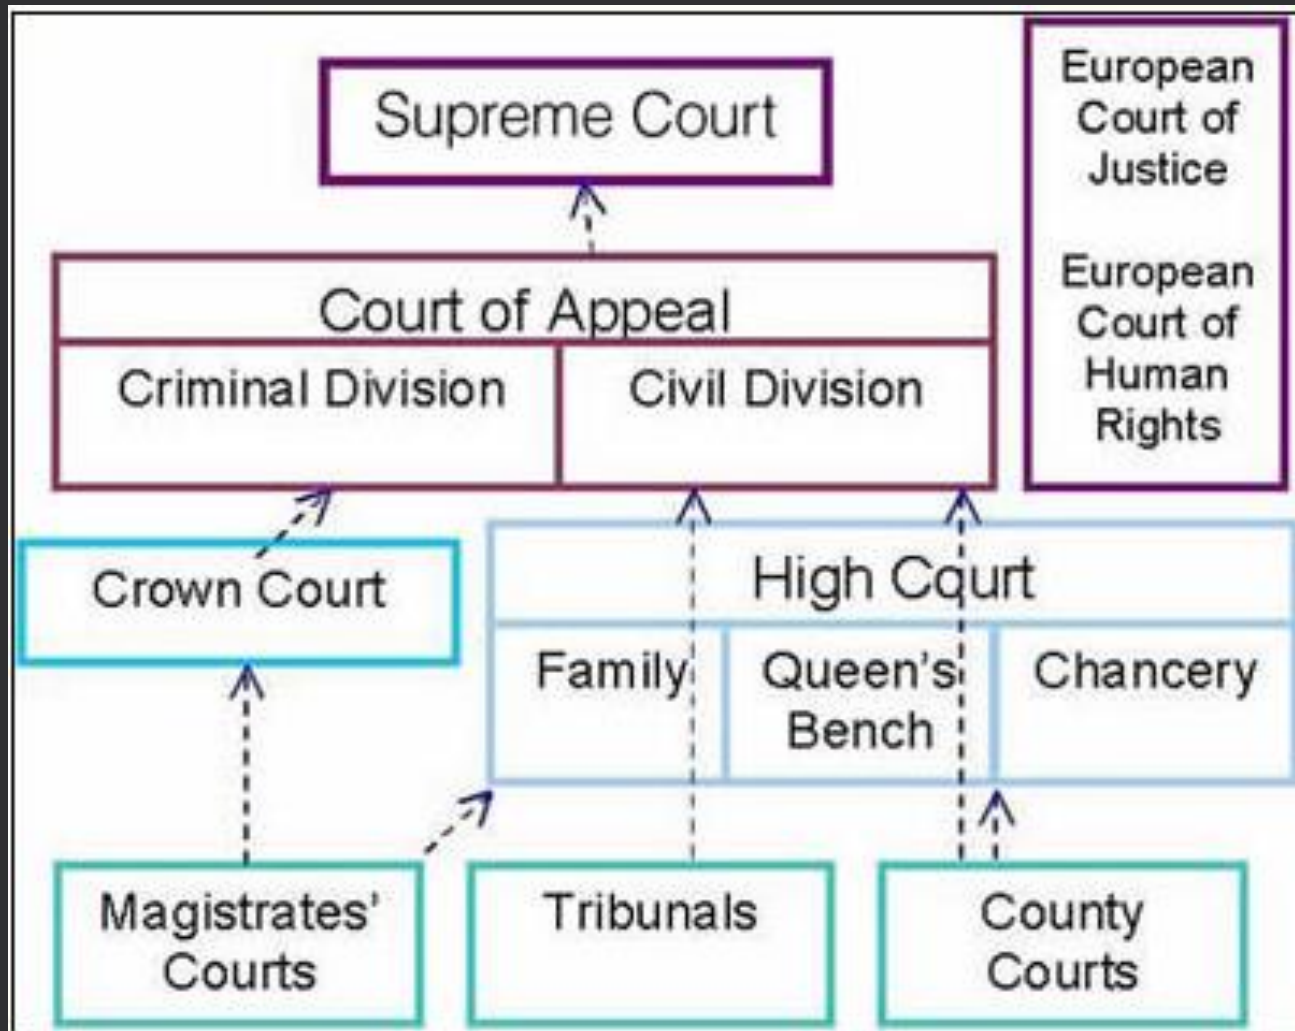 Supreme Court
European
Court of
Justice
European
Court of
Human
Rights
Court of Appeal
Criminal Division
Civil Division
Crown Court
High Court
Family
Queen's
Bench
Chancery
Magistrates'
Courts
Tribunals
County
Courts